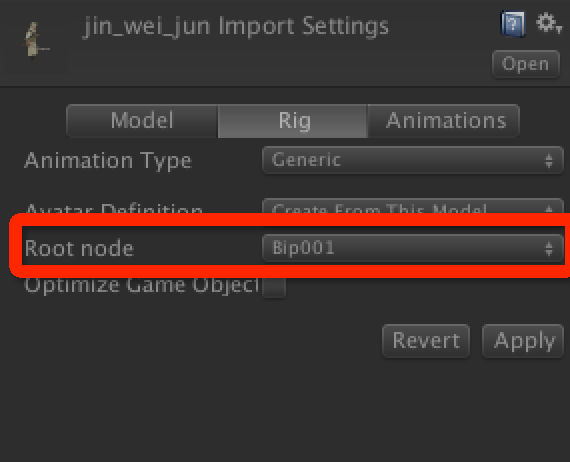 jin_wei_jun Import Settings
Open
Model Rig Animations
Animation Type Generic
Avatar Definition Create From This Model
Root node Bip001
Optimize Game Object
Revert Apply